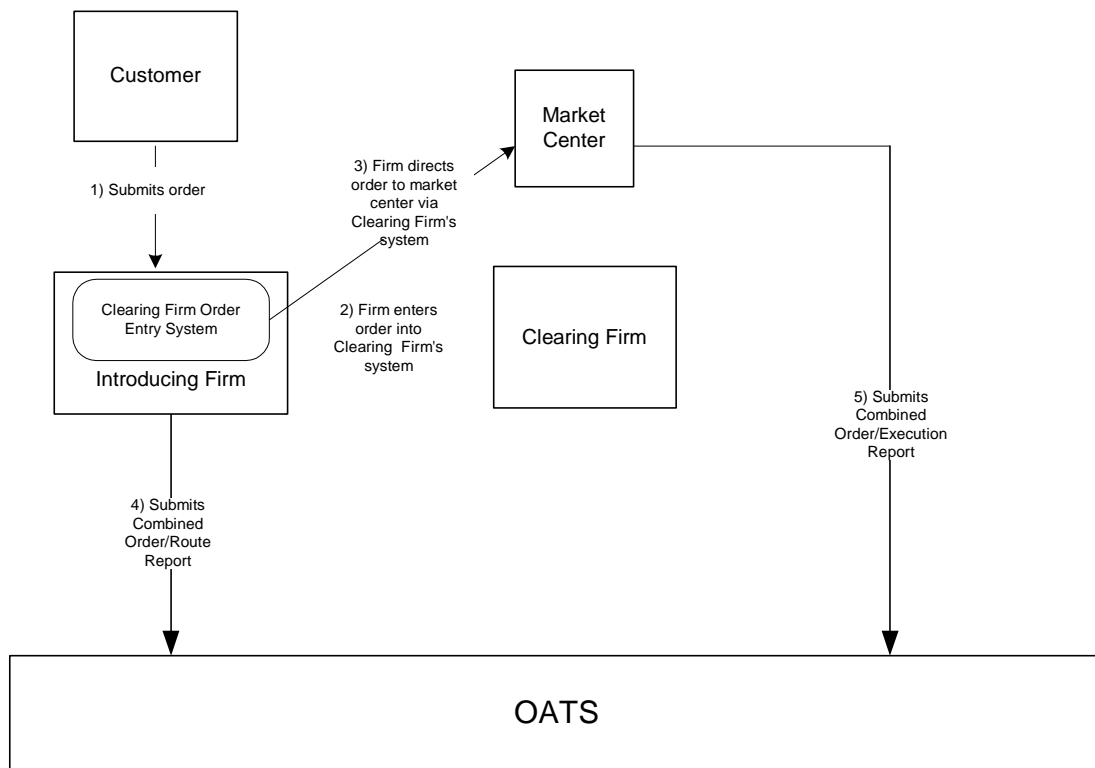 Customer
Market
Center
1) Submits order
3) Firm directs
order to market
center via
Clearing Firm's
system
Clearing Firm Order
Entry System
Introducing Firm
2) Firm enters
order into
Clearing Firm's
system
Clearing Firm
4) Submits
Combined
Order/Route
Report
5) Submits
Combined
Order/Execution
Report
OATS